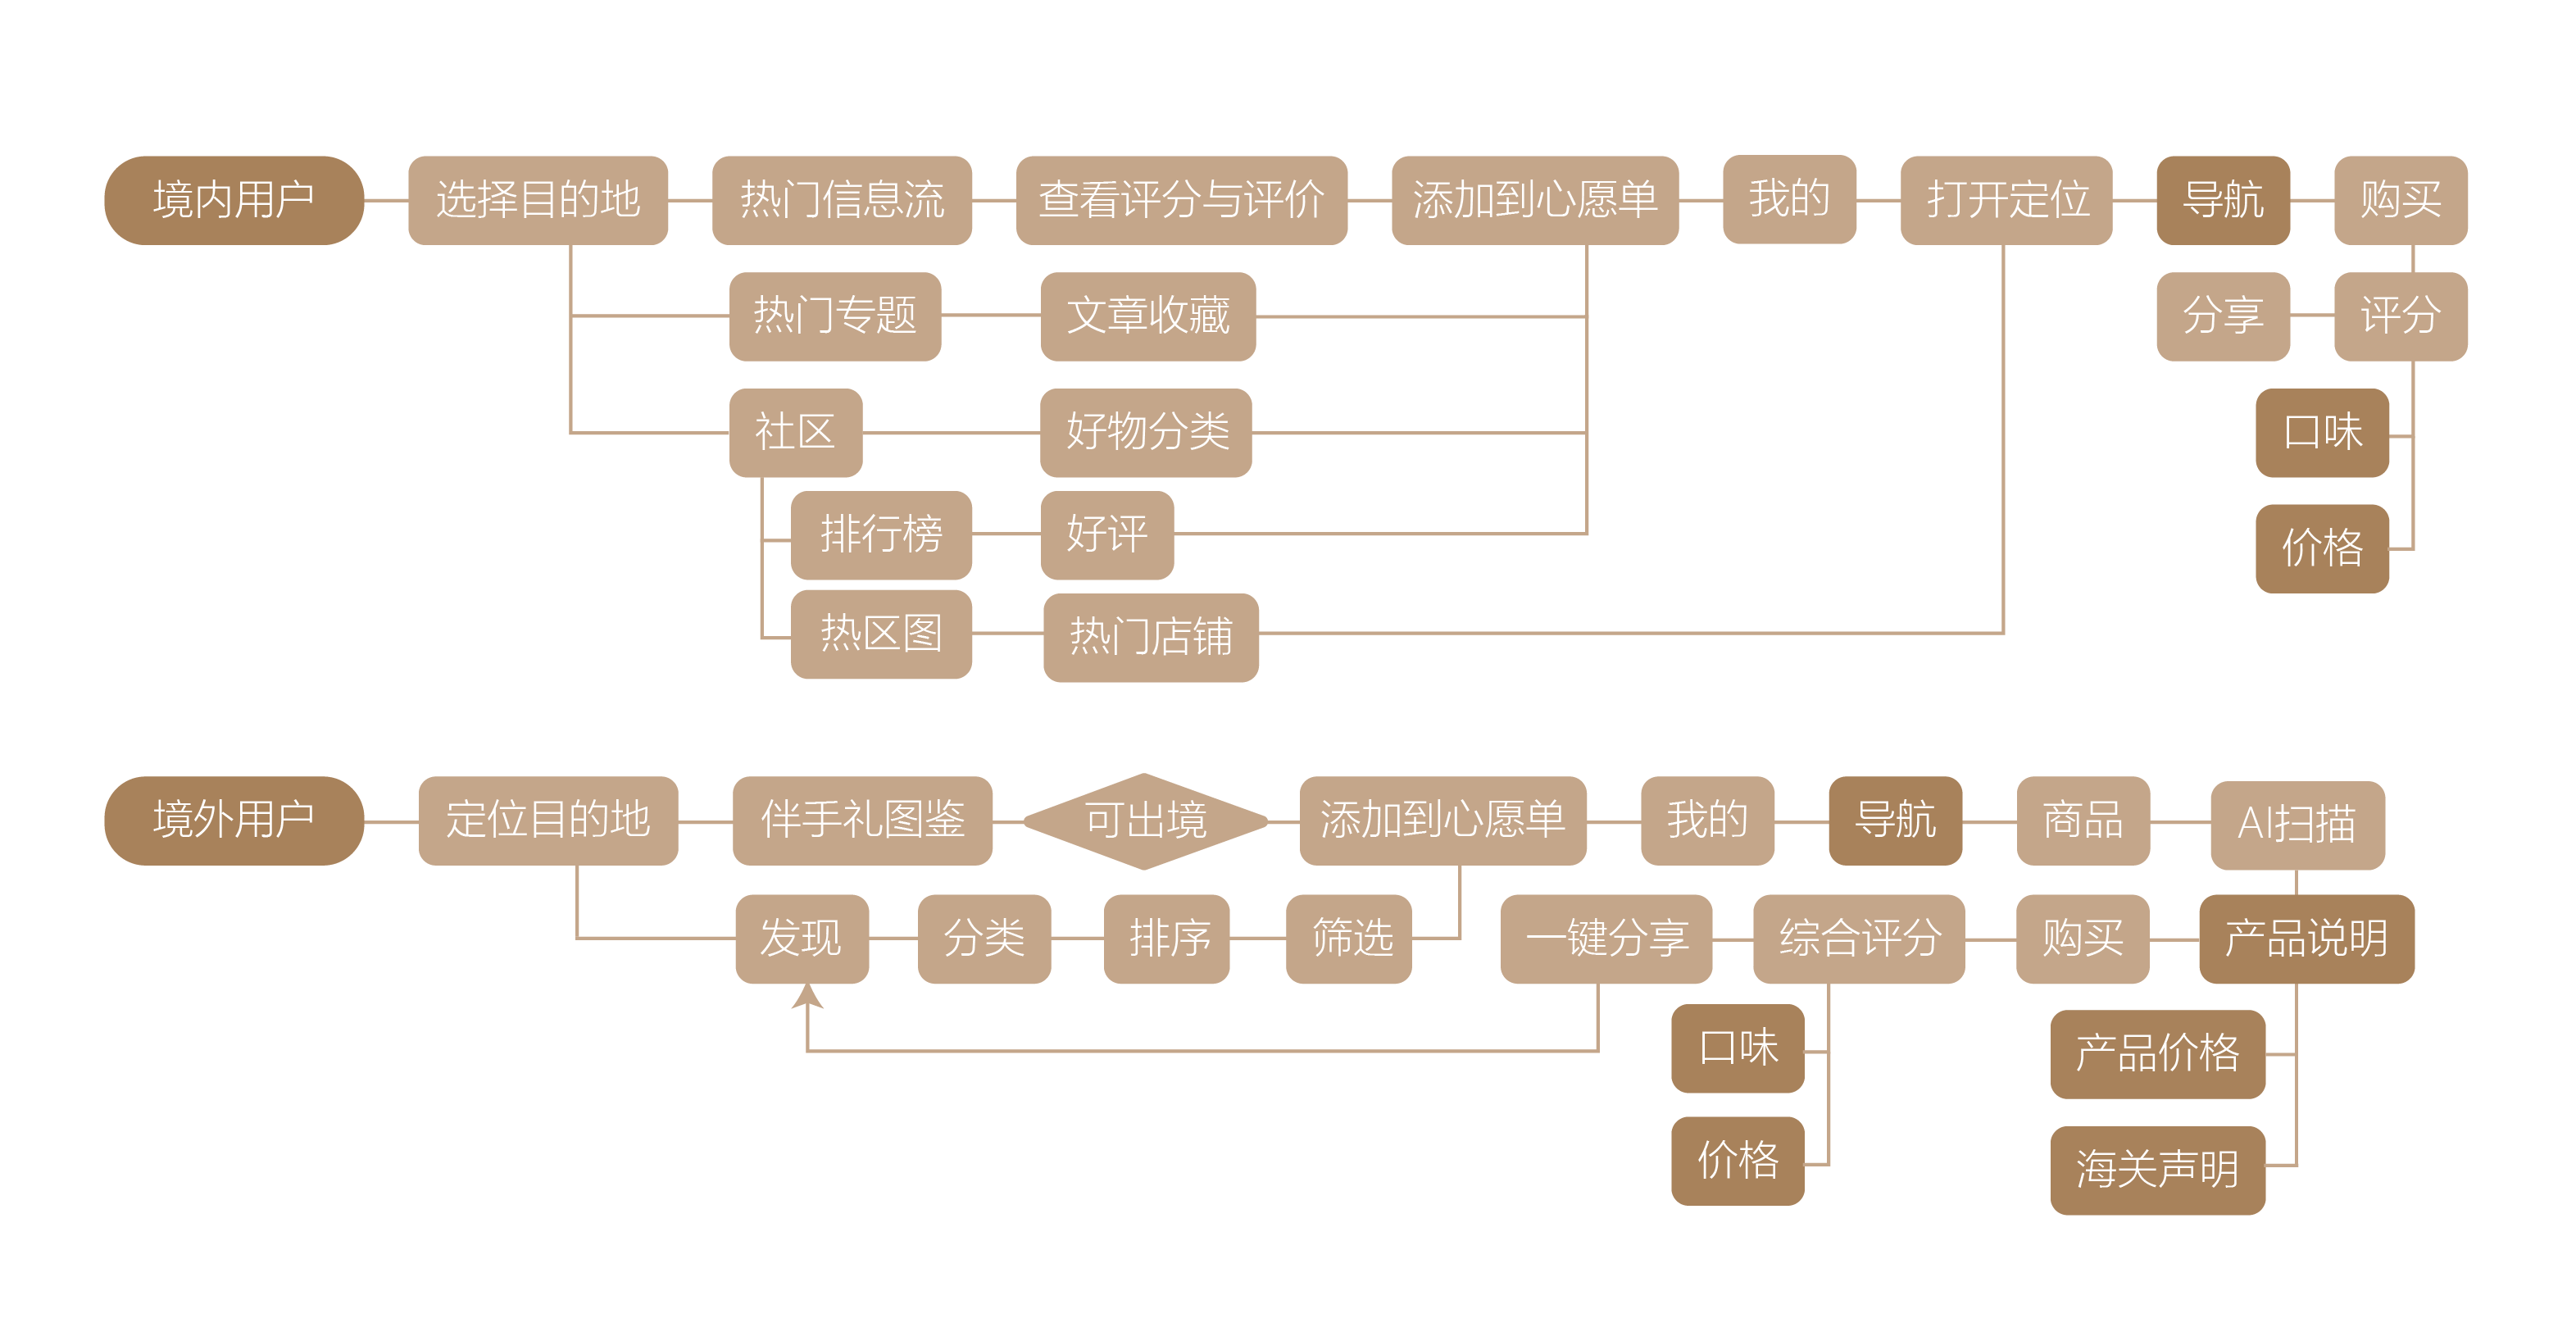 境内用户
选择目的地
热门信息流
查看评分与评价
添加到心愿单
我的
打开定位
导航
购买
热门专题
文章收藏
分享
评分
社区
好物分类
口味
排行榜
好评
价格
热区图
热门店铺
境外用户
定位目的地
伴手礼图鉴
可出境
添加到心愿单
我的
导航
商品
AI扫描
发现
分类
排序
筛选
一键分享
综合评分
购买
产品说明
口味
产品价格
价格
海关声明